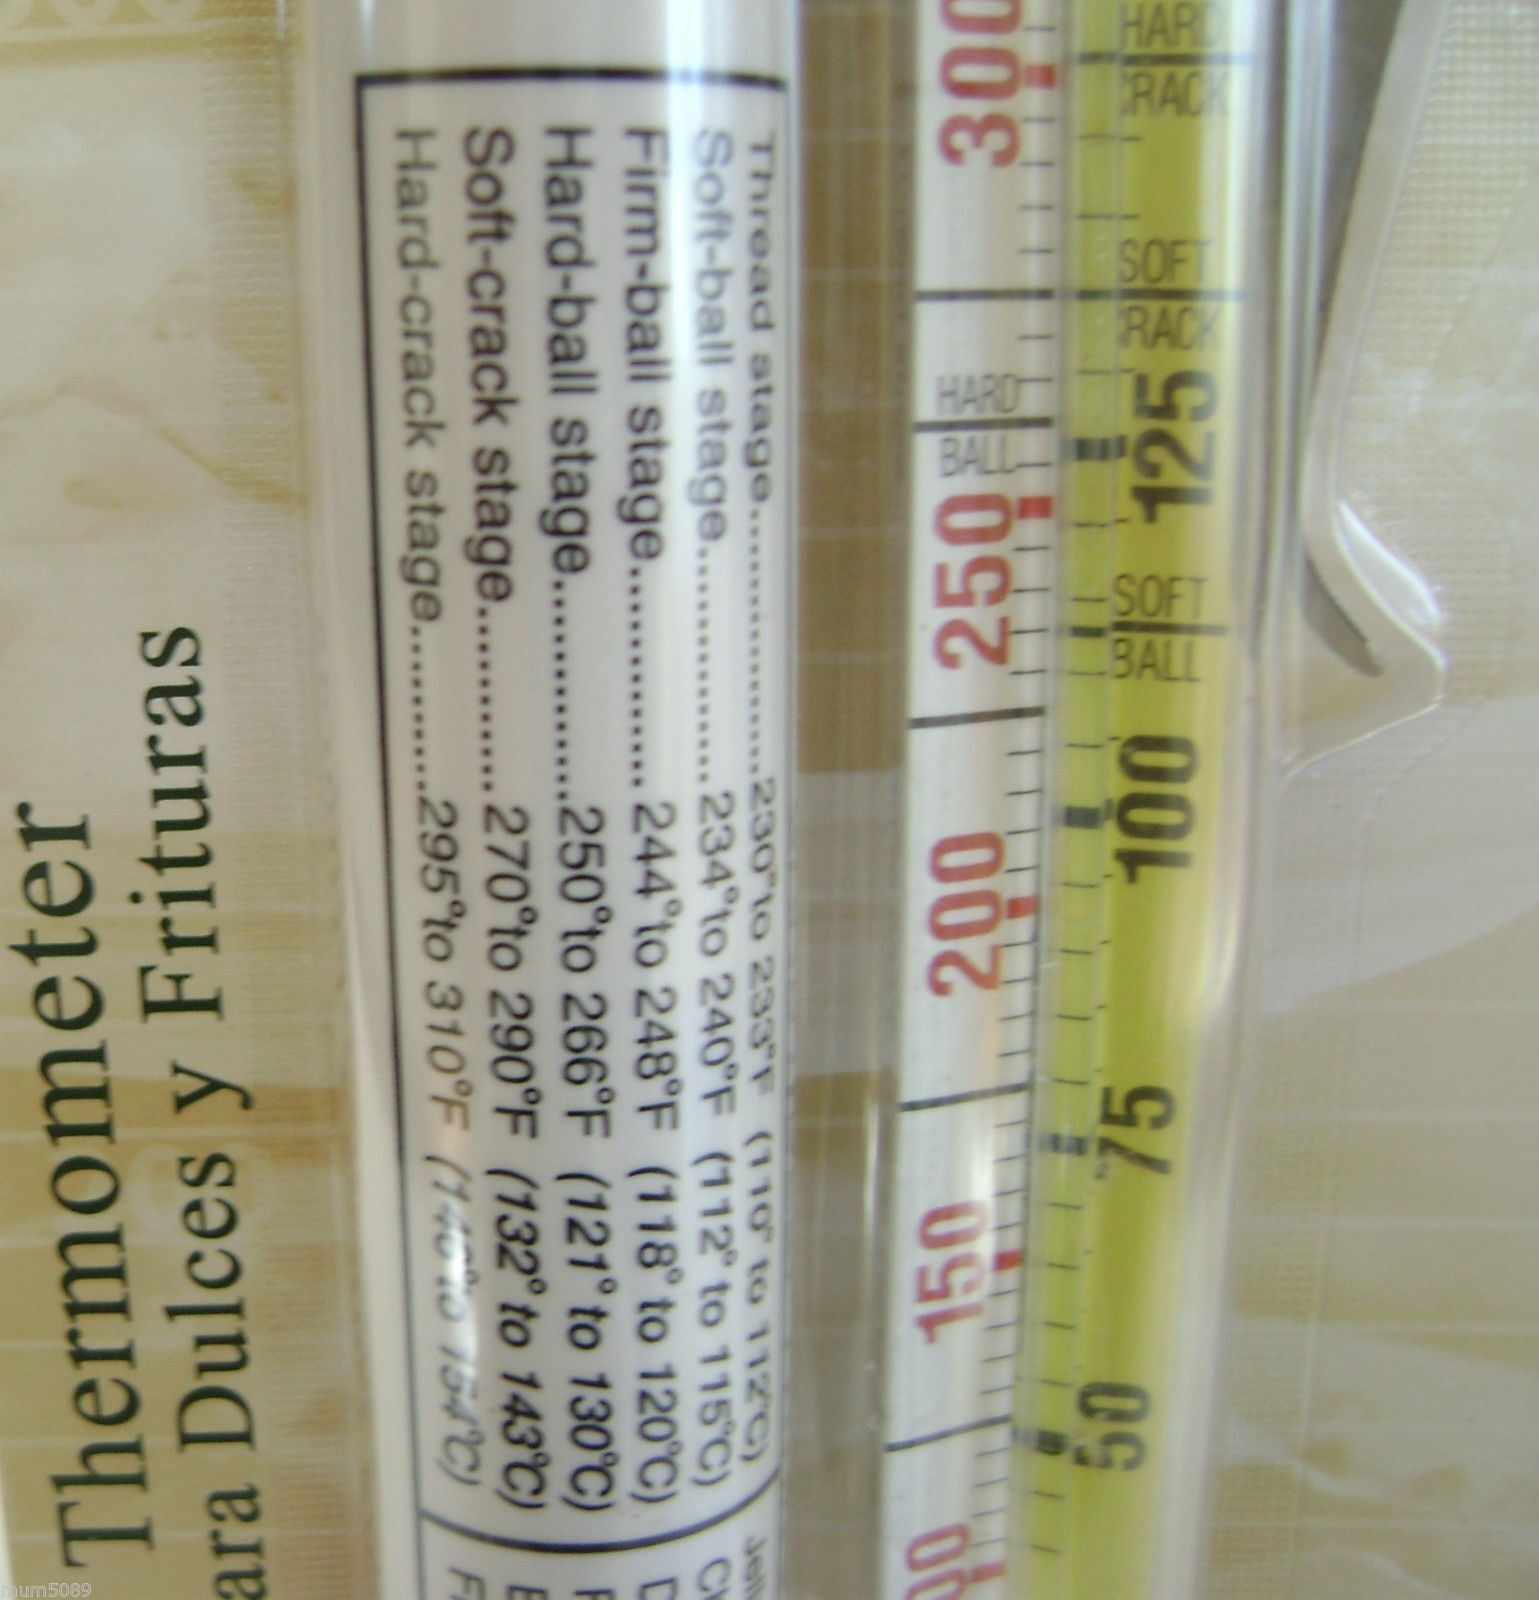 Thermometer
ara Dulces y Frituras
Thread stage 230° to 233°F (110° to 112°C)
Soft-ball stage 234° to 240°F (112° to 115°C)
Firm-ball stage 244° to 248°F (118° to 120°C)
Hard-ball stage 250° to 266°F (121° to 130°C)
Soft-crack stage 270° to 290°F (132° to 143°C)
Hard-crack stage 295° to 310°F
300
250
200
150
HARD BALL
HARD CRACK
SOFT CRACK
125
SOFT BALL
100
75
50
mum5089